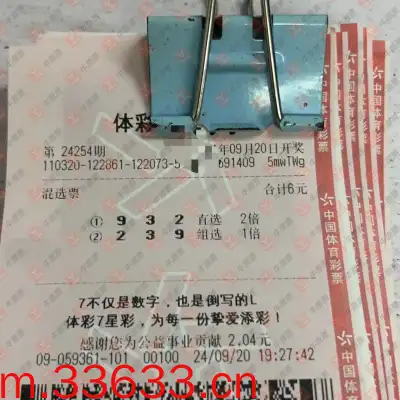 体彩
第 24254期 年09月20日开奖
110320-122861-122073-5 691409 5mwTWg
混选票 合计6元
① 9 3 2 直选 2倍
② 2 3 9 组选 1倍
7不仅是数字，也是倒写的L
体彩7星彩，为每一份挚爱添彩！
感谢您为公益事业贡献 2.04元
09-059361-101 00100 24/09/20 19:27:42
中国体育彩票
中国体育彩票
m.33633.cn